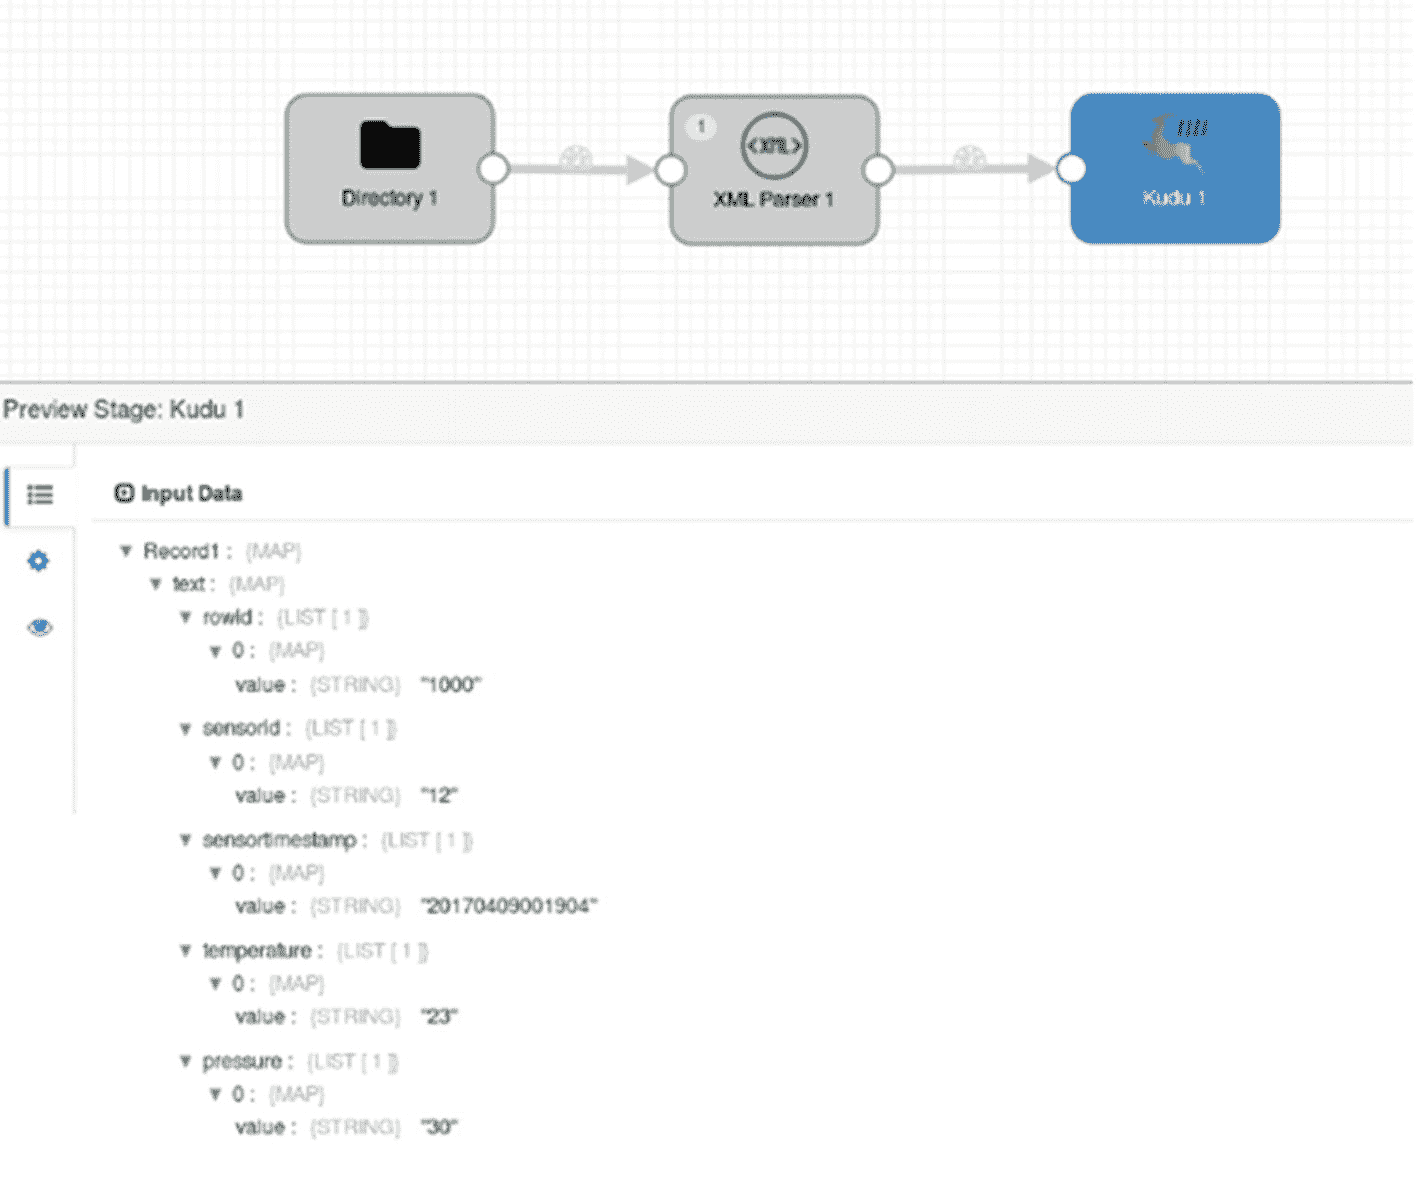 Directory 1
1
<XML>
XML Parser 1
Kudu 1
Preview Stage: Kudu 1
Input Data
Record1 : {MAP}
text : {MAP}
rowid : {LIST [ 1 ]}
0 : {MAP}
value : {STRING} "1000"
sensorid : {LIST [ 1 ]}
0 : {MAP}
value : {STRING} "12"
sensortimestamp : {LIST [ 1 ]}
0 : {MAP}
value : {STRING} "20170409001904"
temperature : {LIST [ 1 ]}
0 : {MAP}
value : {STRING} "23"
pressure : {LIST [ 1 ]}
0 : {MAP}
value : {STRING} "30"